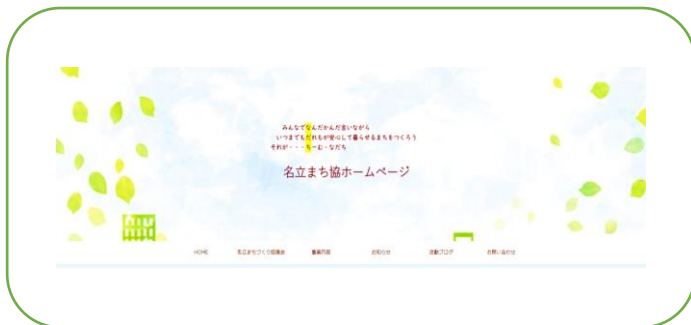 みんなでなんだかんだ言いながら
いつまでもだれもが安心して暮らせるまちをつくろう
それが・・・ちーむ・なだち
名立まち協ホームページ
HOME 名立まちづくり協議会 事業内容 お知らせ 活動ブログ お問い合わせ